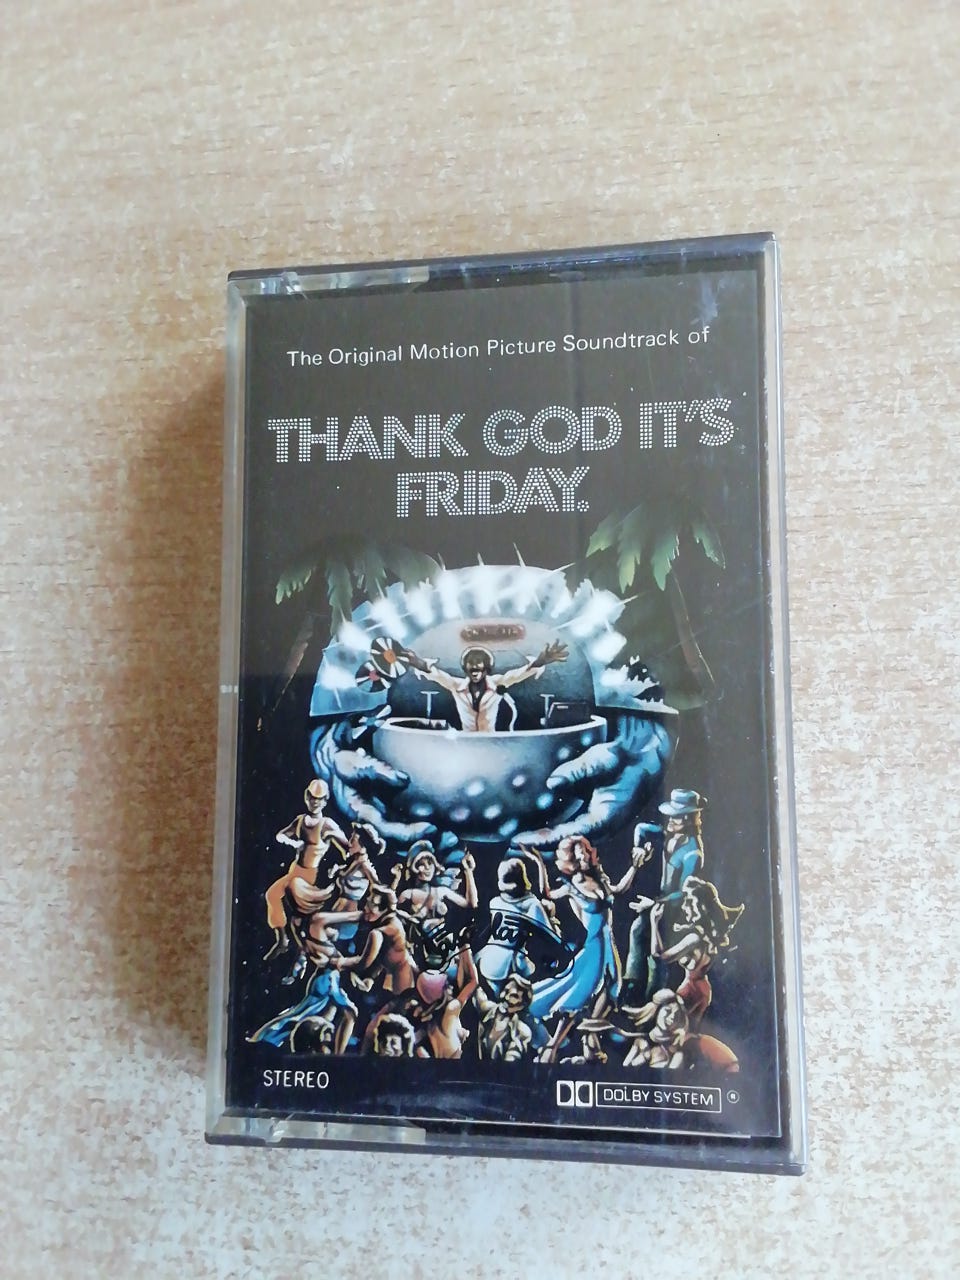 The Original Motion Picture Soundtrack of
THANK GOD IT'S
FRIDAY.
STEREO
DOLBY SYSTEM ®